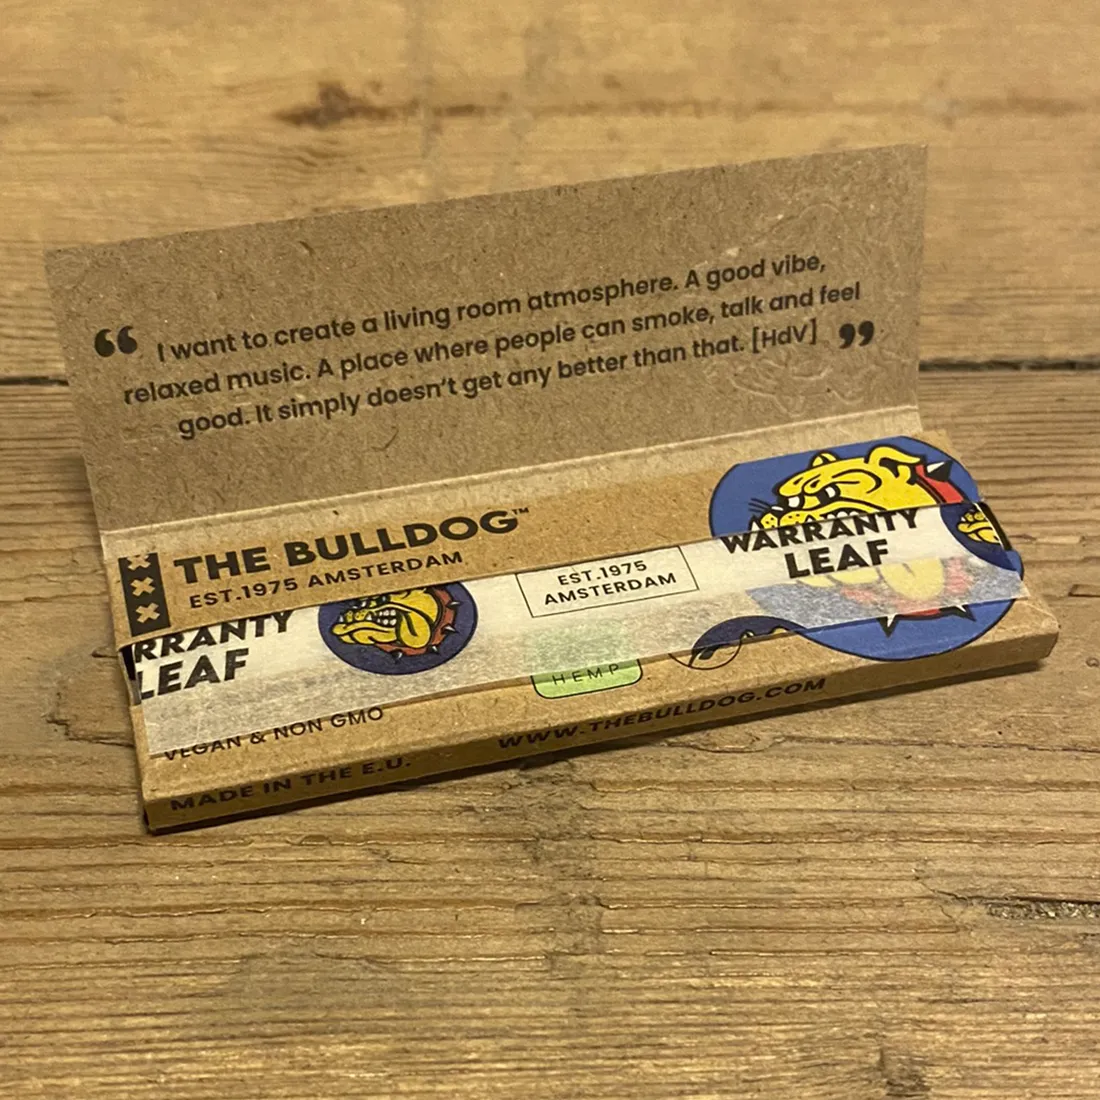 “ I want to create a living room atmosphere. A good vibe,
relaxed music. A place where people can smoke, talk and feel
good. It simply doesn't get any better than that. [HdV] ”
THE BULLDOG™
EST.1975 AMSTERDAM
EST.1975
AMSTERDAM
WARRANTY
LEAF
RRANTY
LEAF
HEMP
VEGAN & NON GMO
WWW.THEBULLDOG.COM
MADE IN THE E.U.